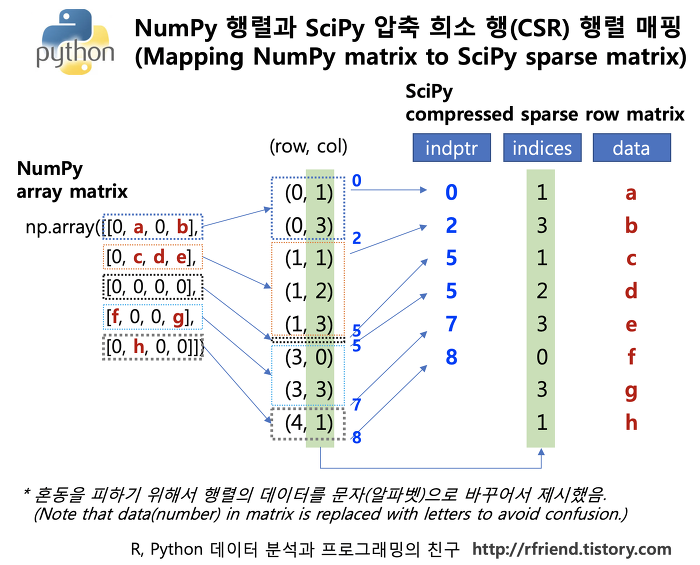 python
NumPy 행렬과 SciPy 압축 희소 행(CSR) 행렬 매핑
(Mapping NumPy matrix to SciPy sparse matrix)
SciPy
compressed sparse row matrix
(row, col)
indptr indices data
NumPy
array matrix
np.array([[0, a, 0, b],
[0, c, d, e],
[0, 0, 0, 0],
[f, 0, 0, g],
[0, h, 0, 0]])
(0, 1)
(0, 3)
(1, 1)
(1, 2)
(1, 3)
(3, 0)
(3, 3)
(4, 1)
0
2
5
5
7
8
0
2
5
5
7
8
1
3
1
2
3
0
3
1
a
b
c
d
e
f
g
h
* 혼동을 피하기 위해서 행렬의 데이터를 문자(알파벳)으로 바꾸어서 제시했음.
(Note that data(number) in matrix is replaced with letters to avoid confusion.)
R, Python 데이터 분석과 프로그래밍의 친구 http://rfriend.tistory.com